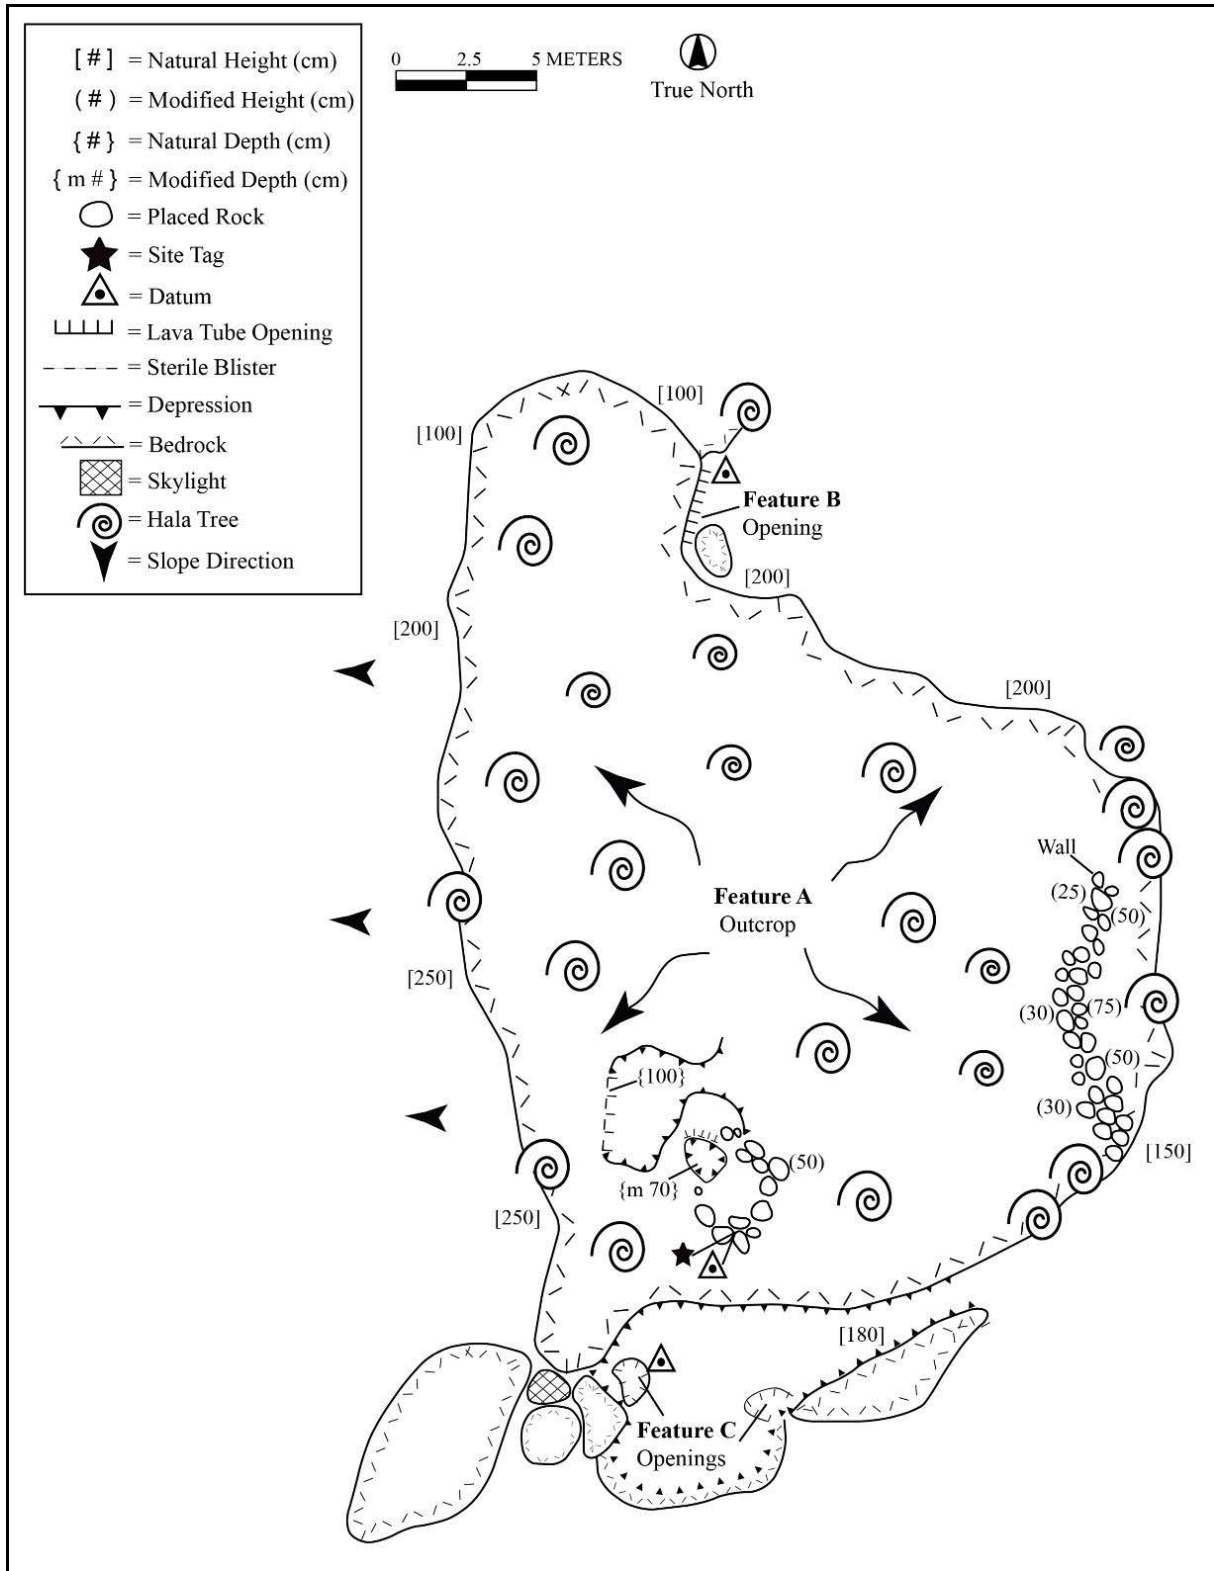 [#] = Natural Height (cm)
(#) = Modified Height (cm)
{#} = Natural Depth (cm)
{m #} = Modified Depth (cm)
= Placed Rock
= Site Tag
= Datum
= Lava Tube Opening
= Sterile Blister
= Depression
= Bedrock
= Skylight
= Hala Tree
= Slope Direction
0 2.5 5 METERS
True North
[100]
[100]
Feature B
Opening
[200]
[200]
[200]
Wall
(25)
(50)
Feature A
Outcrop
[250]
(30)
(75)
(50)
{100}
(30)
(50)
[150]
{m 70}
[250]
[180]
Feature C
Openings